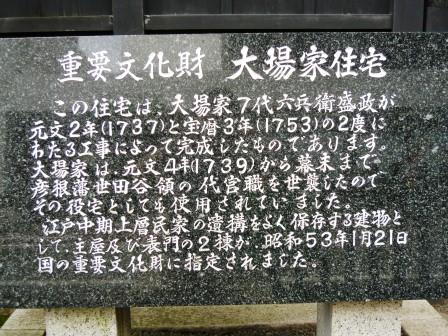 重要文化財 大場家住宅
この住宅は、大場家7代六兵衛盛政が
元文2年(1737)と宝暦3年(1753)の2度に
わたる工事によって完成したものであります。
大場家は、元文4年(1739)から幕末まで、
彦根藩世田谷領の代官職を世襲したので
その役宅としても使用されていました。
江戸中期上層民家の遺構をよく保存する建物と
して、主屋及び表門の2棟が、昭和53年1月21日
国の重要文化財に指定されました。